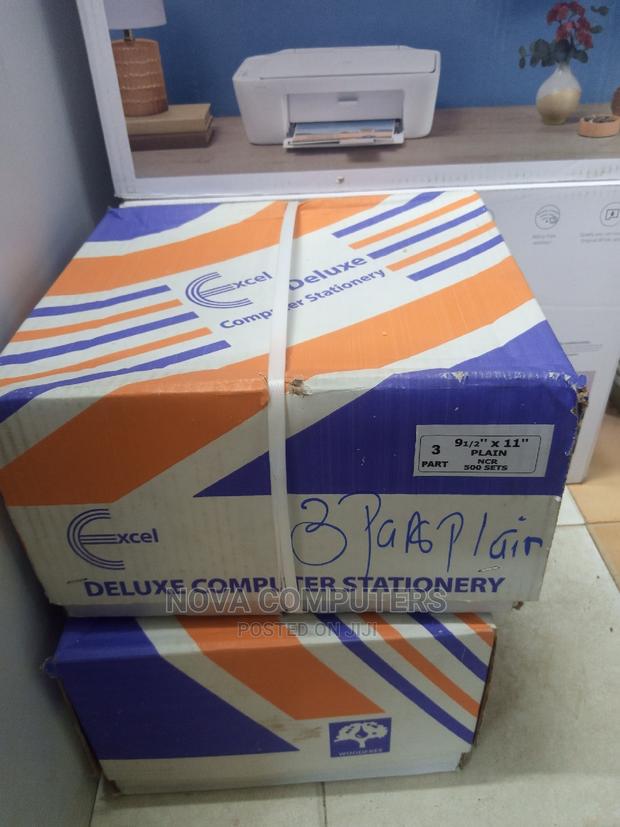 Excel Deluxe
Computer Stationery
3 PART
9 1/2" X 11"
PLAIN
NCR
500 SETS
Excel
3 Parts Plain
DELUXE COMPUTER STATIONERY
NOVA COMPUTERS
POSTED ON JIJI
WOODFREE